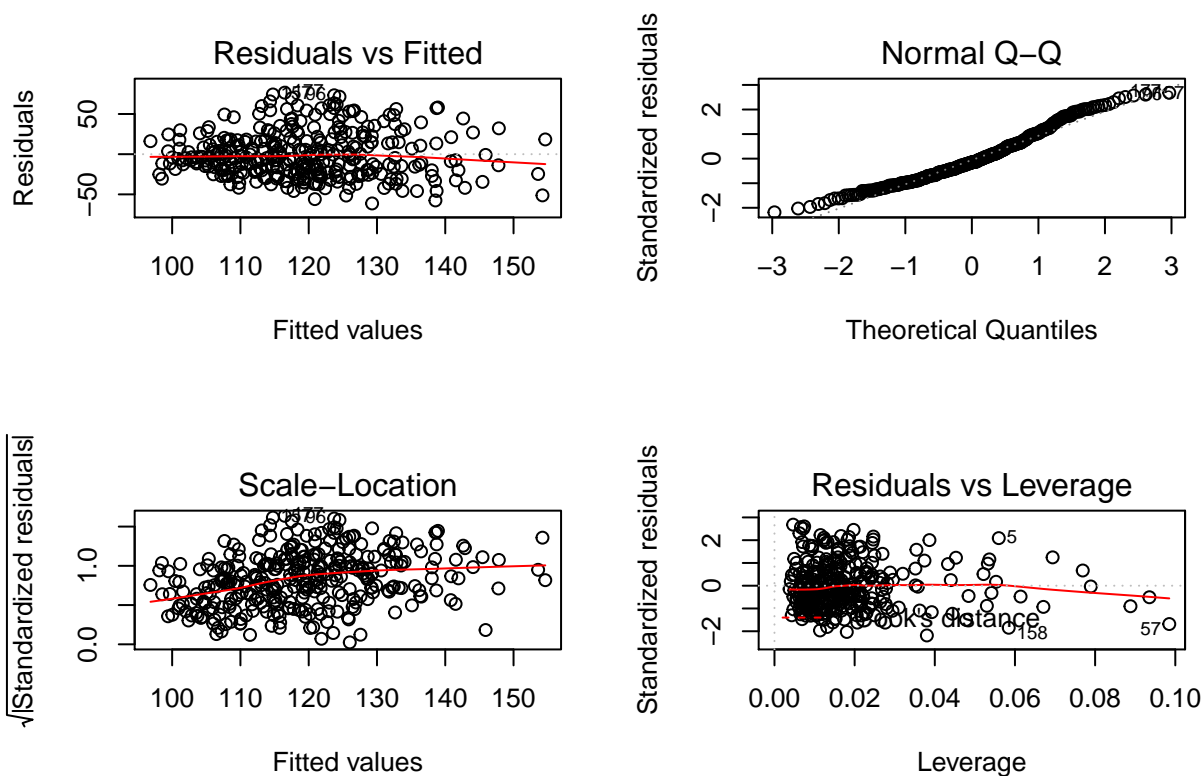 Residuals vs Fitted
Residuals
50
−50
100 110 120 130 140 150
Fitted values
Normal Q−Q
Standardized residuals
2
0
−2
−3 −2 −1 0 1 2 3
Theoretical Quantiles
Scale−Location
√|Standardized residuals|
1.0
0.0
100 110 120 130 140 150
Fitted values
Residuals vs Leverage
Standardized residuals
2
0
−2
5
Cook's distance
158
57
0.00 0.02 0.04 0.06 0.08 0.10
Leverage